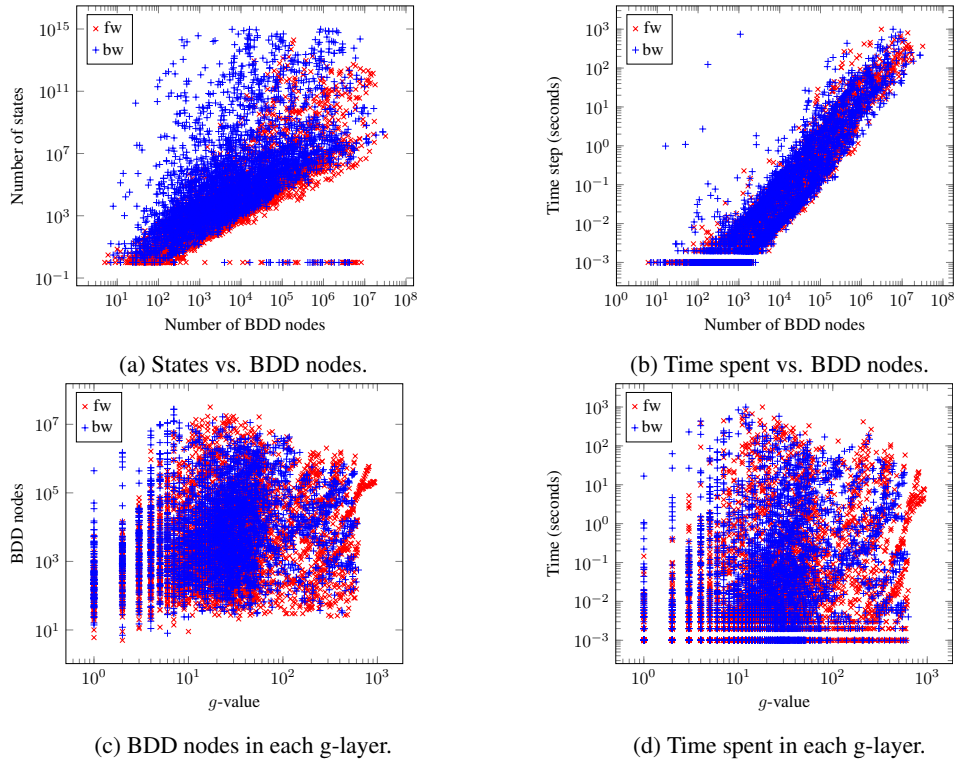 fw
bw
10^15
10^11
10^7
10^3
10^−1
Number of states
10^1 10^2 10^3 10^4 10^5 10^6 10^7 10^8
Number of BDD nodes
(a) States vs. BDD nodes.
fw
bw
10^3
10^2
10^1
10^0
10^−1
10^−2
10^−3
Time step (seconds)
10^0 10^1 10^2 10^3 10^4 10^5 10^6 10^7 10^8
Number of BDD nodes
(b) Time spent vs. BDD nodes.
fw
bw
10^7
10^5
10^3
10^1
BDD nodes
10^0 10^1 10^2 10^3
g-value
(c) BDD nodes in each g-layer.
fw
bw
10^3
10^2
10^1
10^0
10^−1
10^−2
10^−3
Time (seconds)
10^0 10^1 10^2 10^3
g-value
(d) Time spent in each g-layer.